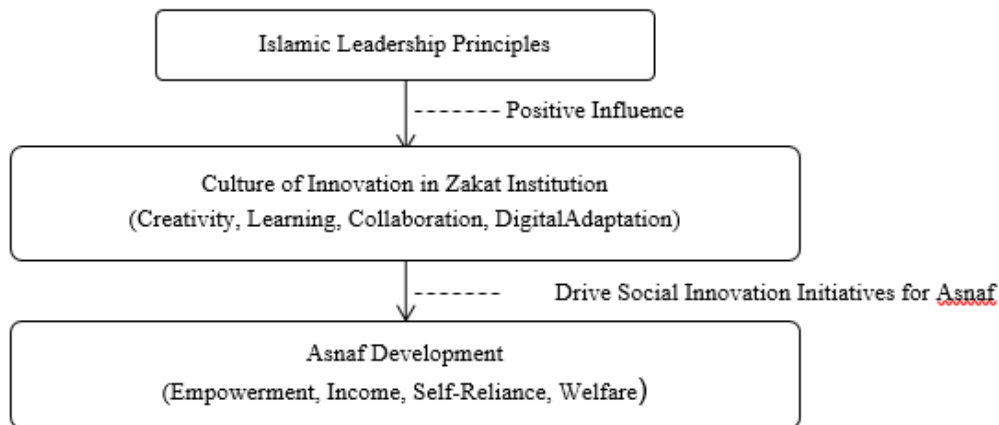 Islamic Leadership Principles
Positive Influence
Culture of Innovation in Zakat Institution
(Creativity, Learning, Collaboration, DigitalAdaptation)
Drive Social Innovation Initiatives for Asnaf
Asnaf Development
(Empowerment, Income, Self-Reliance, Welfare)